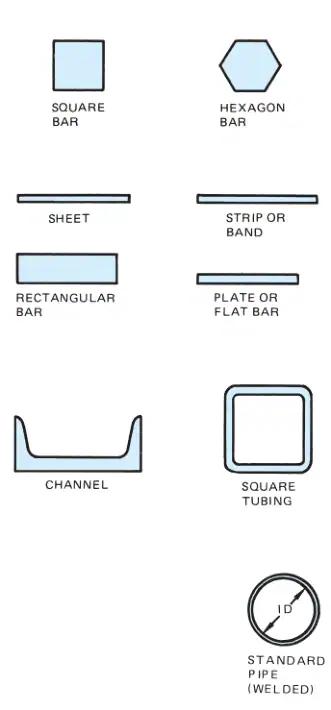 SQUARE
BAR
HEXAGON
BAR
SHEET
STRIP OR
BAND
RECTANGULAR
BAR
PLATE OR
FLAT BAR
CHANNEL
SQUARE
TUBING
ID
STANDARD
PIPE
(WELDED)